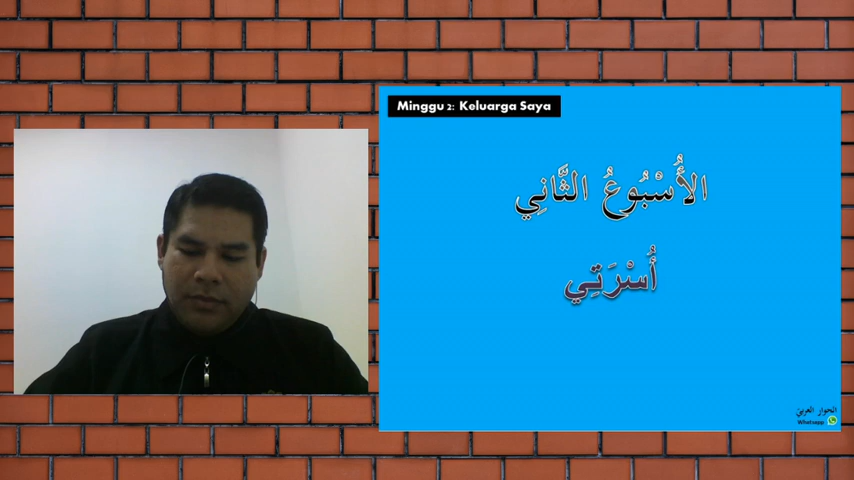 Minggu 2: Keluarga Saya
الأُسْبُوعُ الثَّانِي
أُسْرَتِي
الحوار العربي
Whatsapp